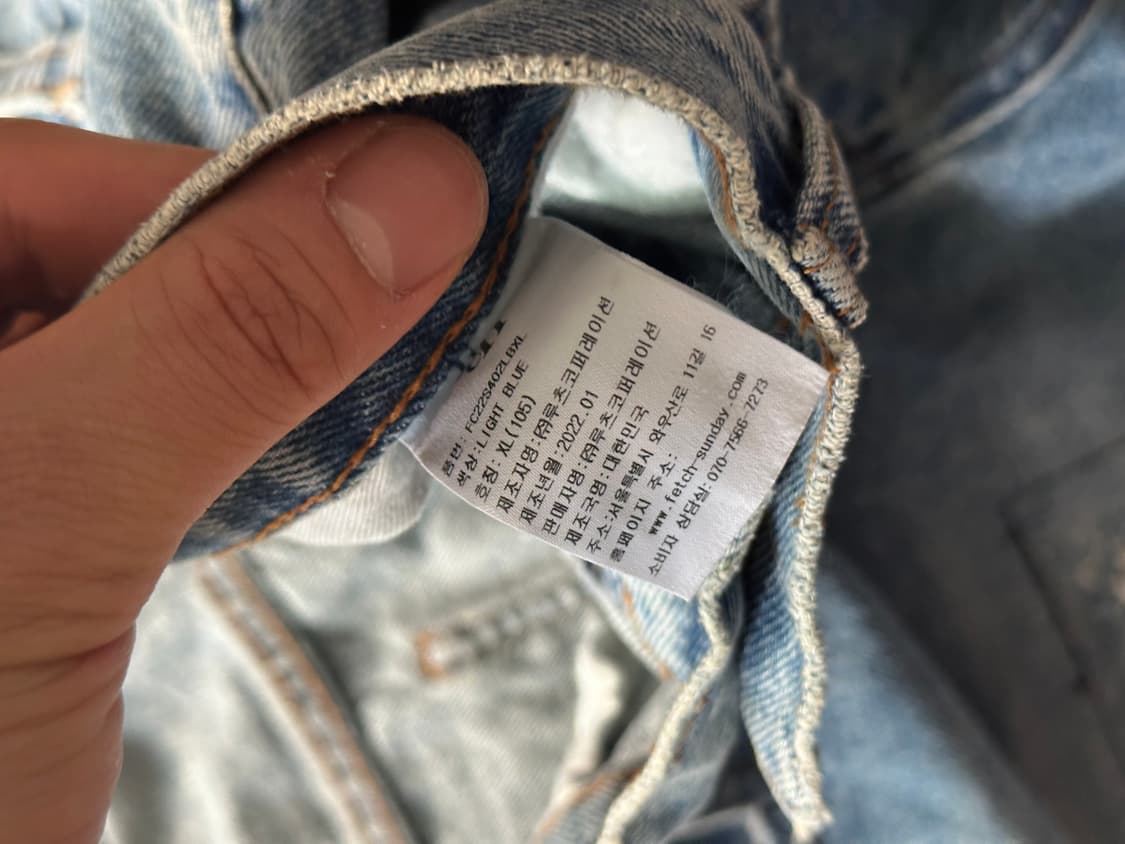 품번: FC22S402LBXL
색상:LIGHT BLUE
호칭: XL(105)
제조자명:㈜루츠코퍼레이션
제조년월:2022.01
판매자명:㈜루츠코퍼레이션
제조국명:대한민국
주소:서울특별시 와우산로 11길 16
홈페이지 주소:
www.fetch-sunday.com
소비자 상담실: 070-7566-7273